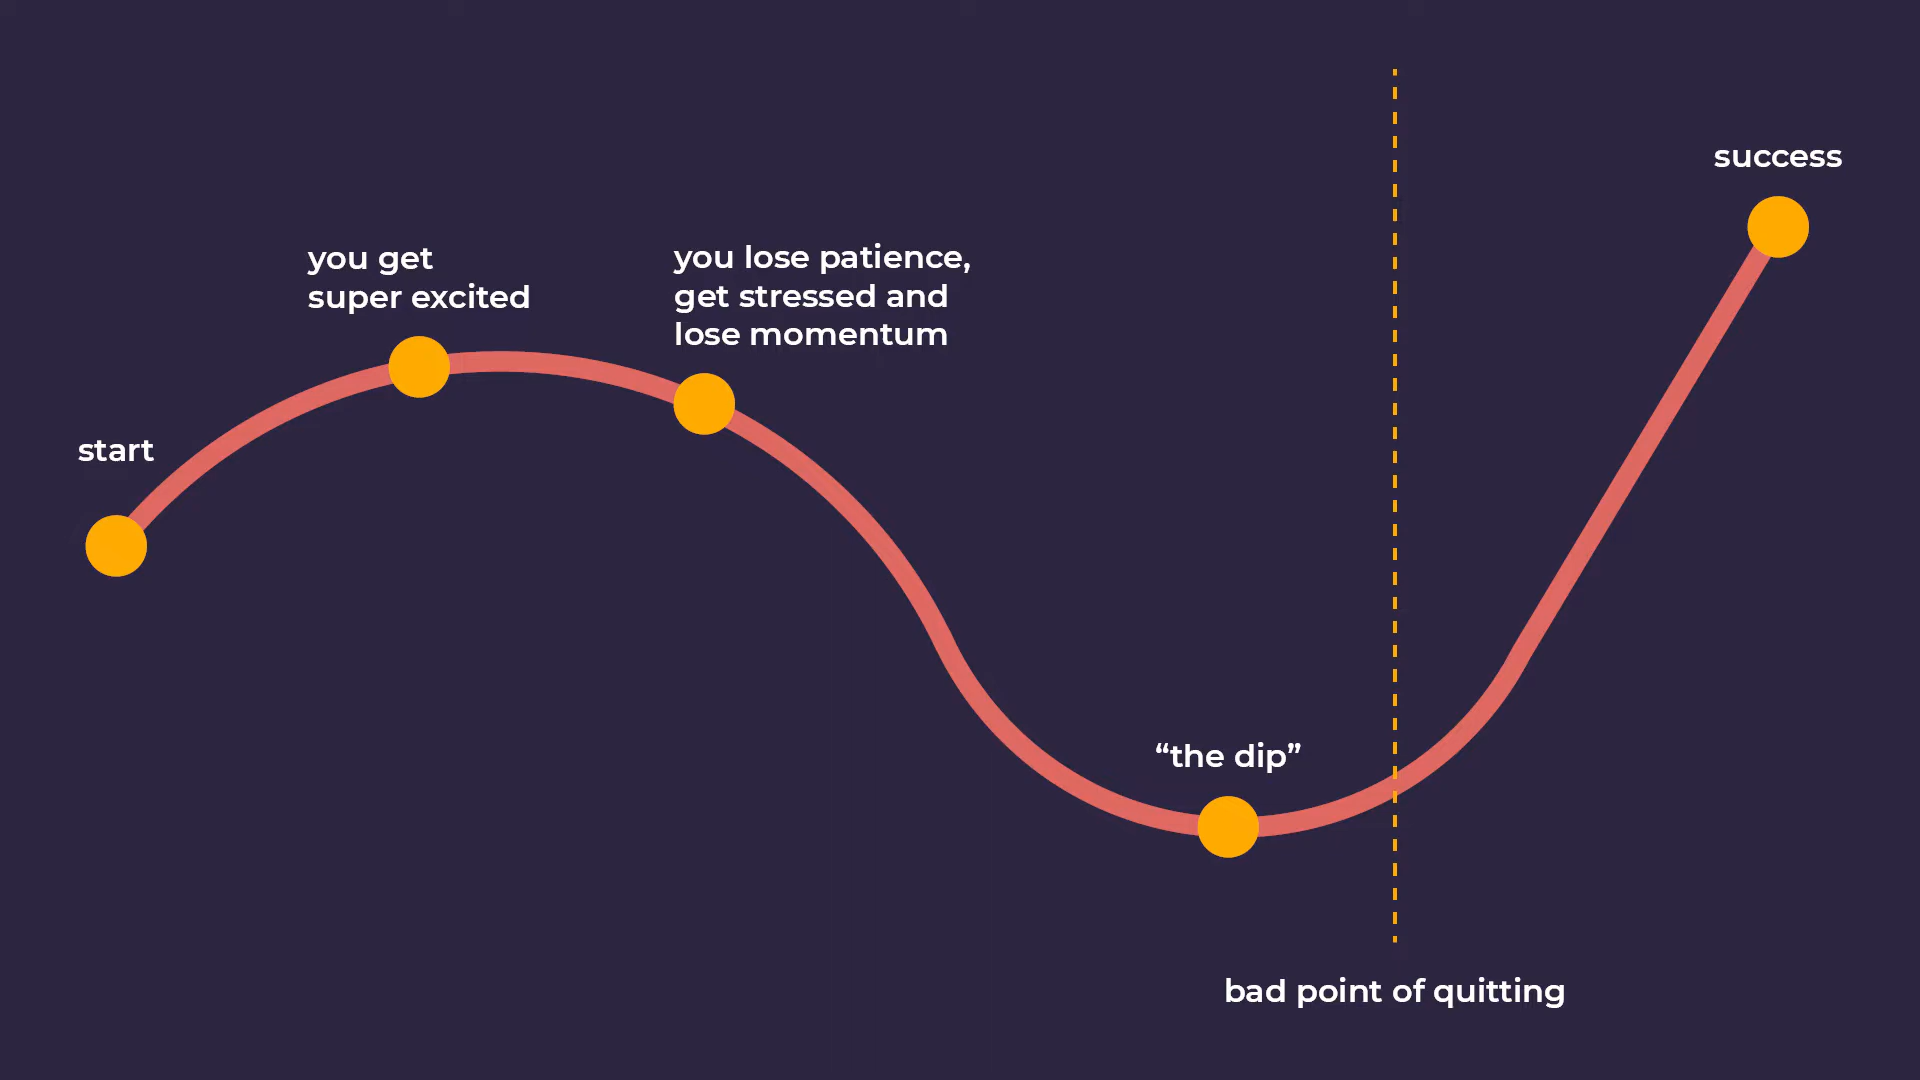 start
you get
super excited
you lose patience,
get stressed and
lose momentum
“the dip”
bad point of quitting
success